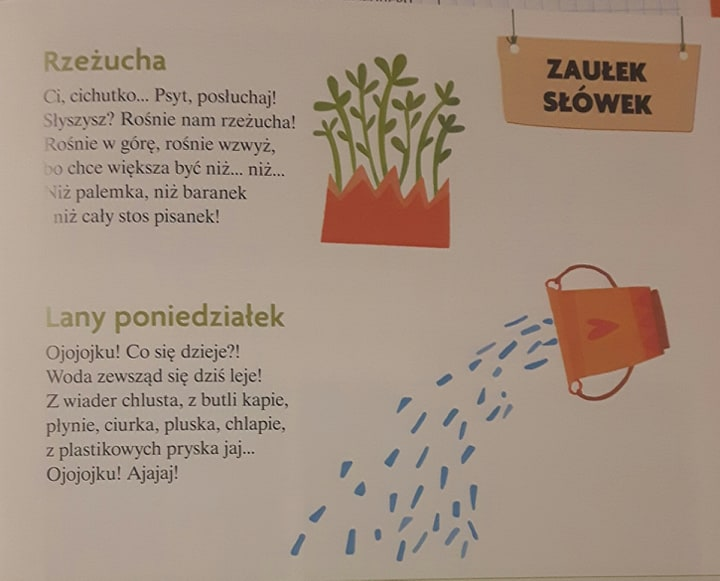 Rzeżucha
Ci, cichutko... Psyt, posłuchaj!
Słyszysz? Rośnie nam rzeżucha!
Rośnie w górę, rośnie wzwyż,
bo chce większa być niż... niż...
Niż palemka, niż baranek
niż cały stos pisanek!
ZAUŁEK
SŁÓWEK
Lany poniedziałek
Ojojojku! Co się dzieje?!
Woda zewsząd się dziś leje!
Z wiader chlusta, z butli kapie,
płynie, ciurka, pluska, chlapie,
z plastikowych pryska jaj...
Ojojojku! Ajajaj!